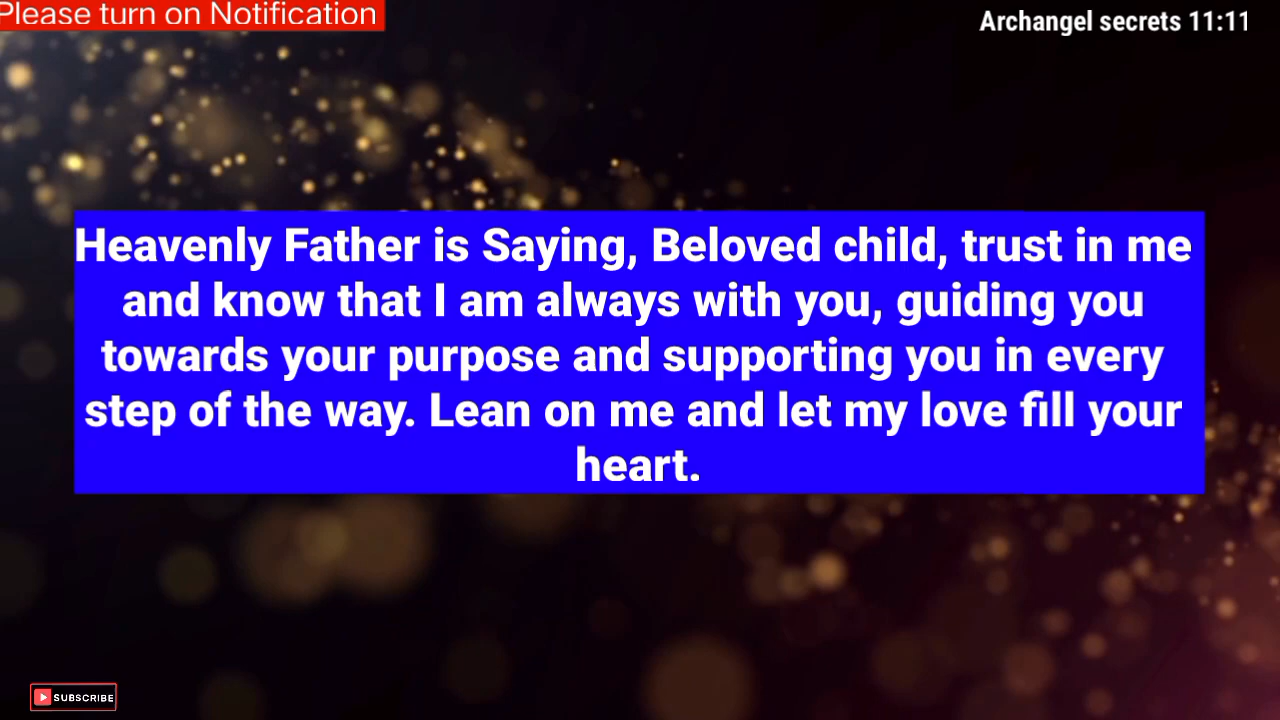 Please turn on Notification
Archangel secrets 11:11
Heavenly Father is Saying, Beloved child, trust in me
and know that I am always with you, guiding you
towards your purpose and supporting you in every
step of the way. Lean on me and let my love fill your
heart.
SUBSCRIBE